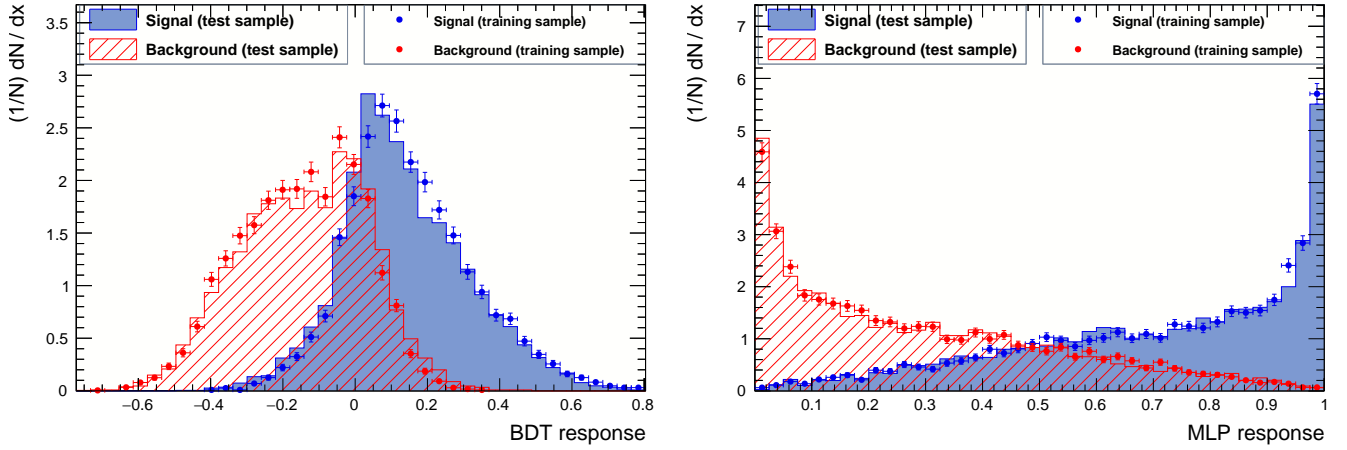 (1/N) dN / dx
3.5
3
2.5
2
1.5
1
0.5
0
Signal (test sample)
Background (test sample)
Signal (training sample)
Background (training sample)
−0.6 −0.4 −0.2 0 0.2 0.4 0.6 0.8
BDT response
(1/N) dN / dx
7
6
5
4
3
2
1
0
Signal (test sample)
Background (test sample)
Signal (training sample)
Background (training sample)
0.1 0.2 0.3 0.4 0.5 0.6 0.7 0.8 0.9 1
MLP response